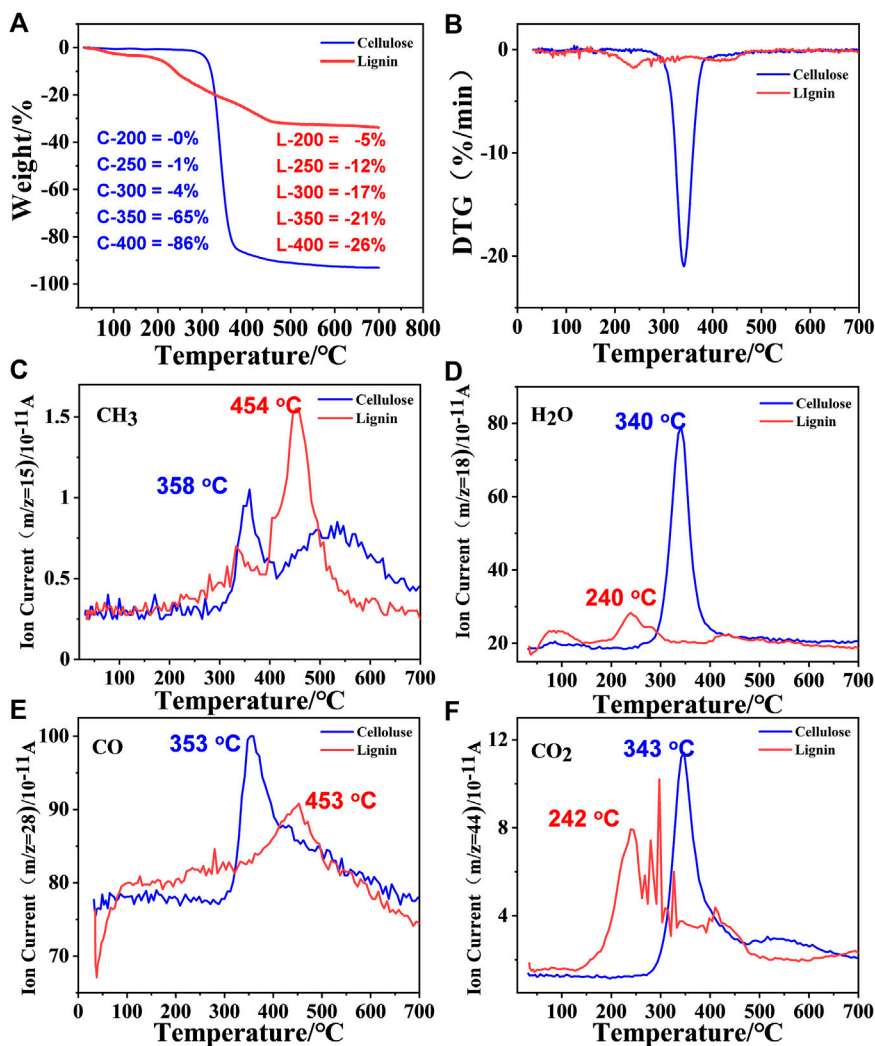 A
Cellulose
Lignin
Weight/%
0
-20
-40
-60
-80
-100
C-200 = -0%
C-250 = -1%
C-300 = -4%
C-350 = -65%
C-400 = -86%
L-200 = -5%
L-250 = -12%
L-300 = -17%
L-350 = -21%
L-400 = -26%
100 200 300 400 500 600 700 800
Temperature/°C
B
Cellulose
LIgnin
DTG（%/min)
0
-10
-20
0 100 200 300 400 500 600 700
Temperature/°C
C
CH3
454 °C
358 °C
Cellulose
Lignin
Ion Current（m/z=15)/10-11A
1.5
1
0.5
0
100 200 300 400 500 600 700
Temperature/°C
D
H2O
340 °C
240 °C
Cellulose
Lignin
Ion Current（m/z=18)/10-11A
80
60
40
20
100 200 300 400 500 600 700
Temperature/°C
E
CO
353 °C
453 °C
Celloluse
Lignin
Ion Current（m/z=28)/10-11A
100
90
80
70
0 100 200 300 400 500 600 700
Temperature/°C
F
CO2
343 °C
242 °C
Cellulose
Lignin
Ion Current（m/z=44)/10-11A
12
8
4
100 200 300 400 500 600 700
Temperature/°C